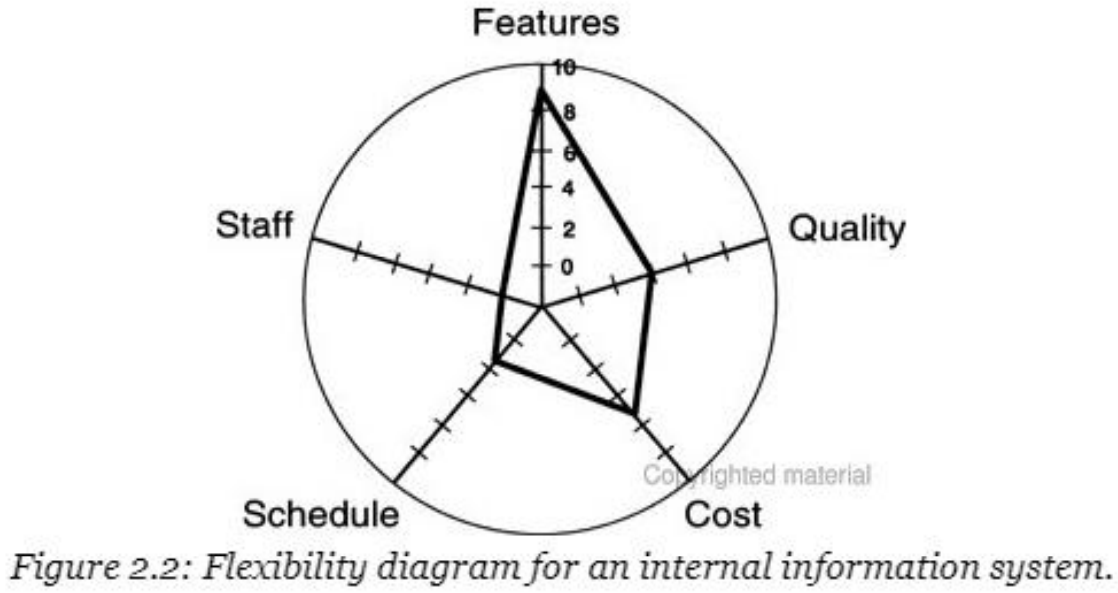 Features
10
8
6
4
2
0
Staff
Quality
Copyrighted material
Schedule
Cost
Figure 2.2: Flexibility diagram for an internal information system.